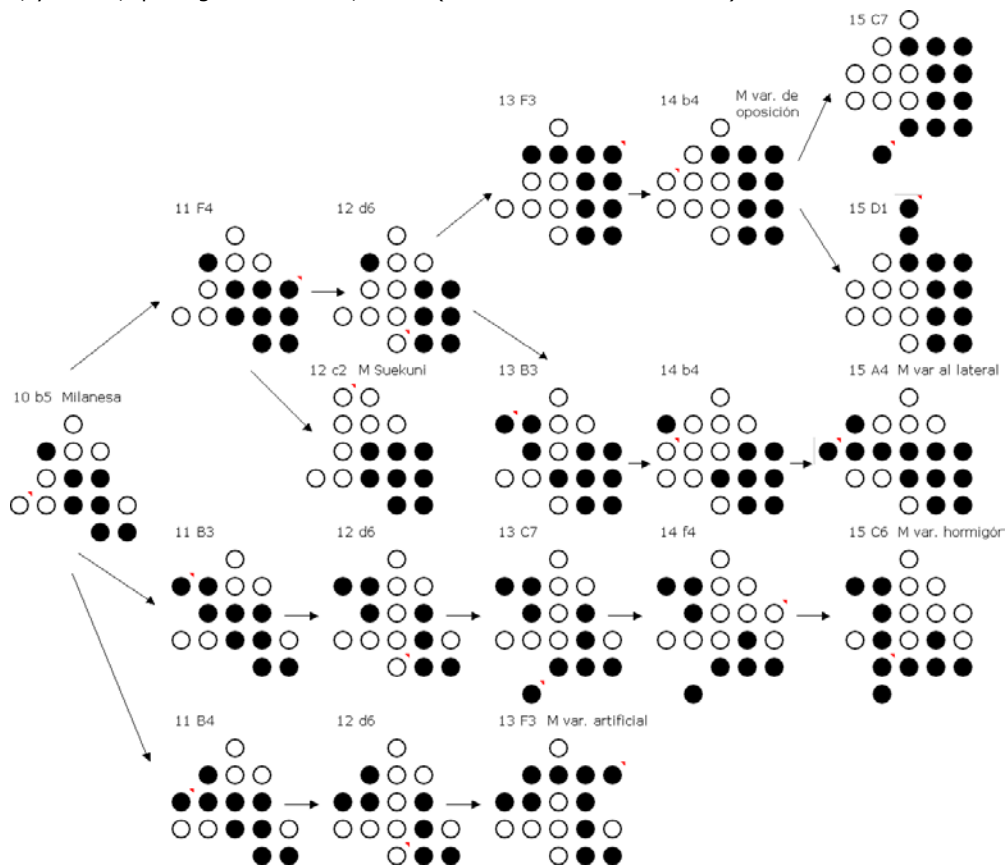 15 C7
13 F3
14 b4
M var. de
oposición
11 F4
12 d6
15 D1
12 c2 M Suekuni
13 B3
14 b4
15 A4 M var al lateral
10 b5 Milanesa
11 B3
12 d6
13 C7
14 f4
15 C6 M var. hormigón
11 B4
12 d6
13 F3 M var. artificial